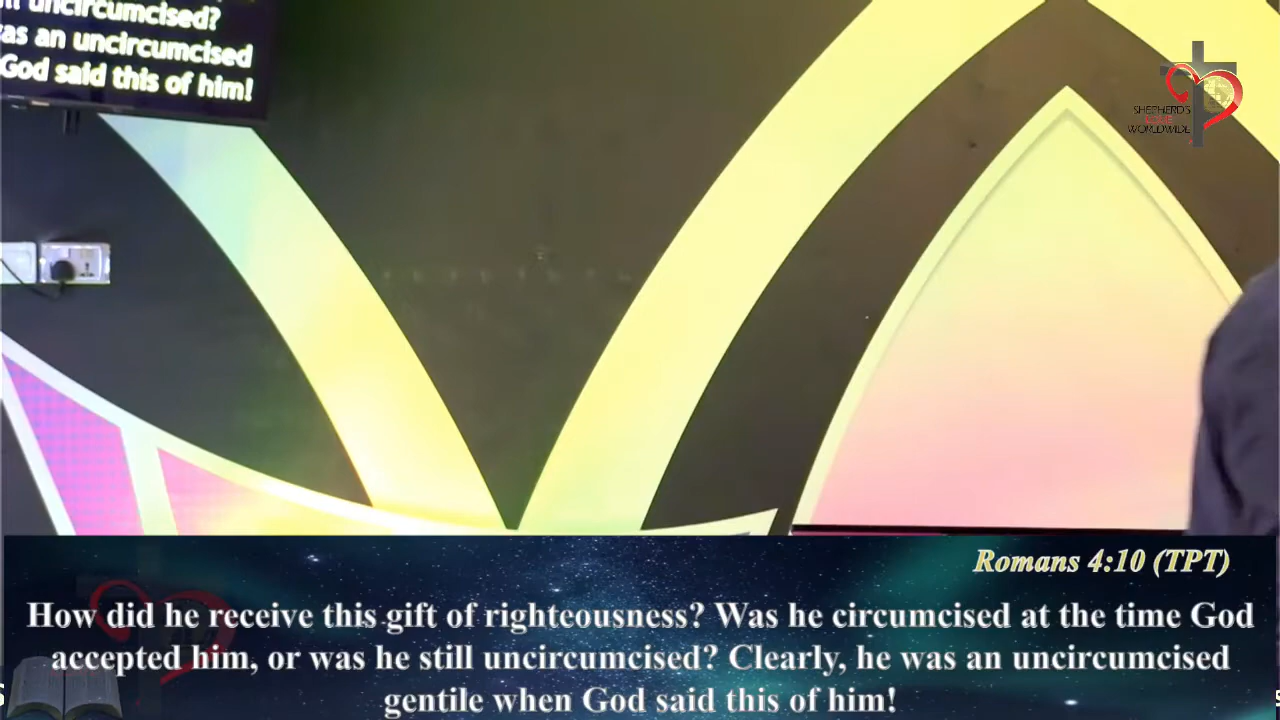 uncircumcised?
as an uncircumcised
God said this of him!
SHEPHERD'S
WORLDWIDE
Romans 4:10 (TPT)
How did he receive this gift of righteousness? Was he circumcised at the time God
accepted him, or was he still uncircumcised? Clearly, he was an uncircumcised
gentile when God said this of him!